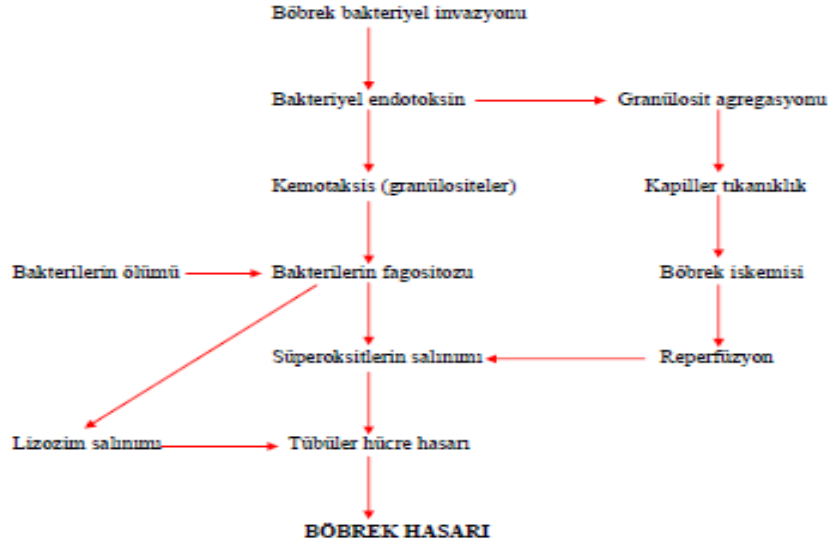 Böbrek bakteriyel invazyonu
Bakteriyel endotoksin
Granülosit agregasyonu
Kemotaksis (granülositeler)
Kapiller tıkanıklık
Bakterilerin ölümü
Bakterilerin fagositozu
Böbrek iskemisi
Süperoksitlerin salınımı
Reperfüzyon
Lizozim salınımı
Tübüler hücre hasarı
BÖBREK HASARI